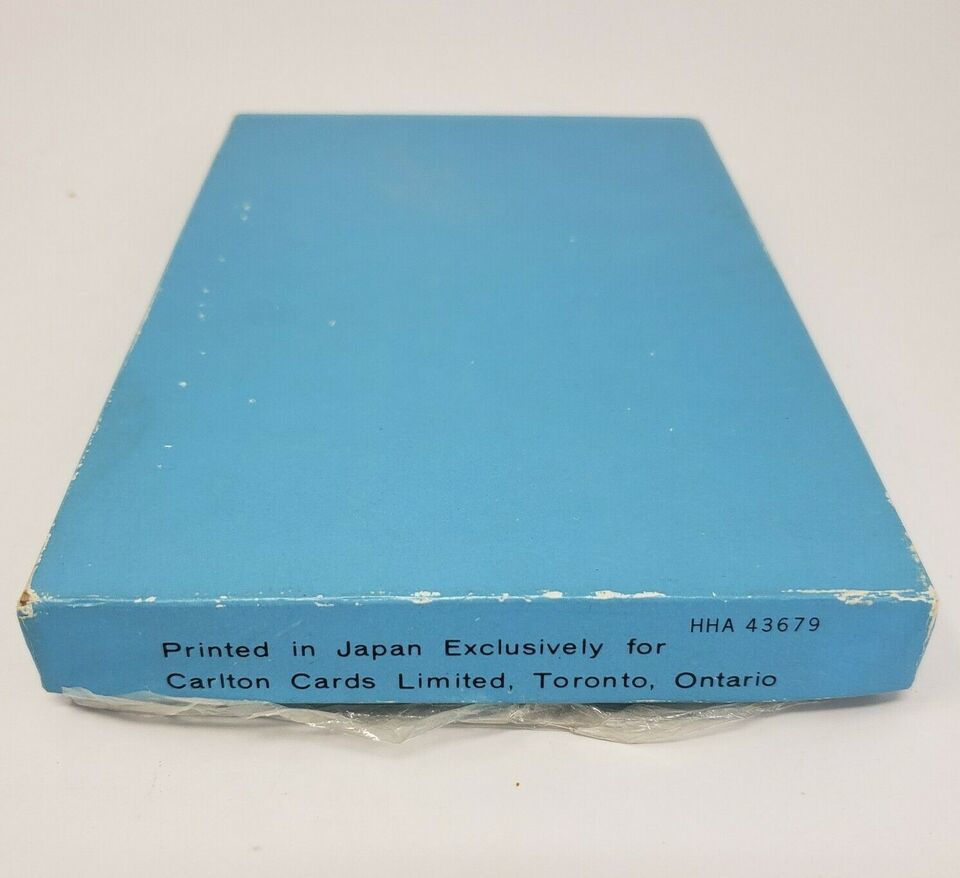 HHA 43679
Printed in Japan Exclusively for
Carlton Cards Limited, Toronto, Ontario